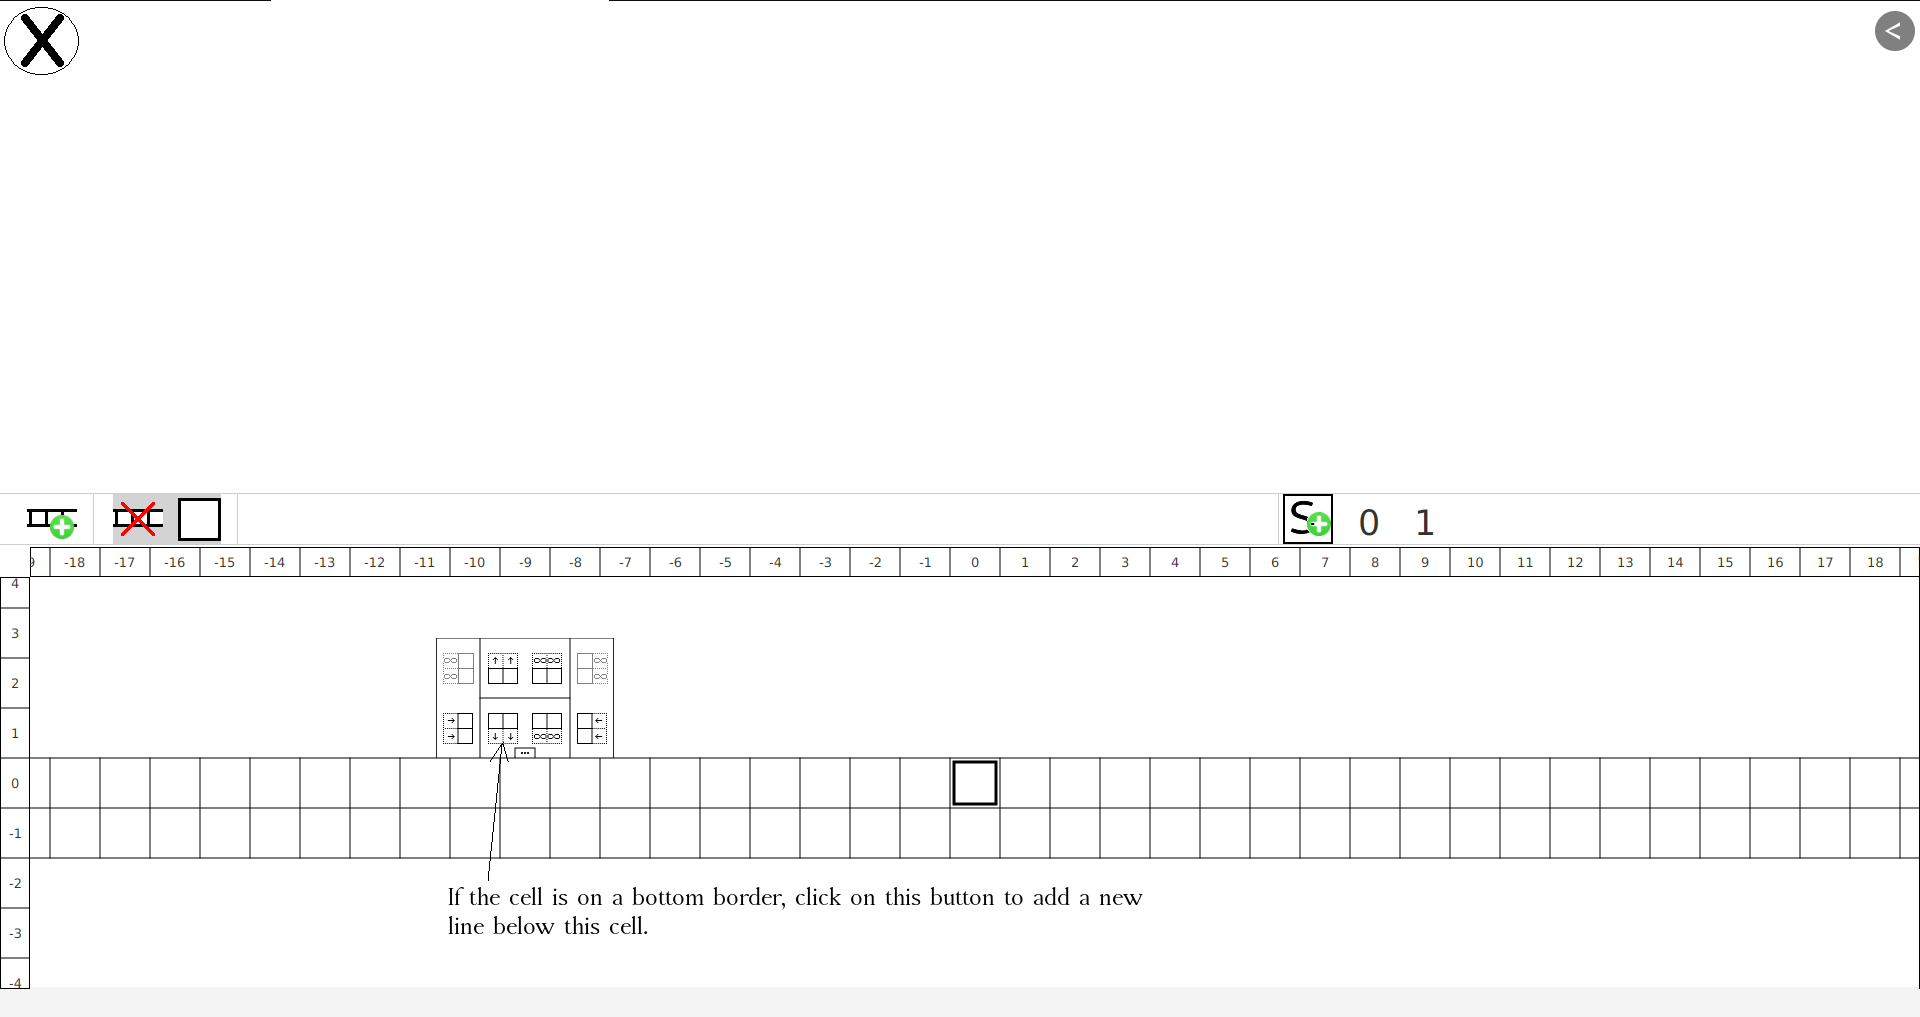 X
<
S 0 1
9 -18 -17 -16 -15 -14 -13 -12 -11 -10 -9 -8 -7 -6 -5 -4 -3 -2 -1 0 1 2 3 4 5 6 7 8 9 10 11 12 13 14 15 16 17 18
4
3
2
1
0
-1
-2
-3
-4
If the cell is on a bottom border, click on this button to add a new
line below this cell.